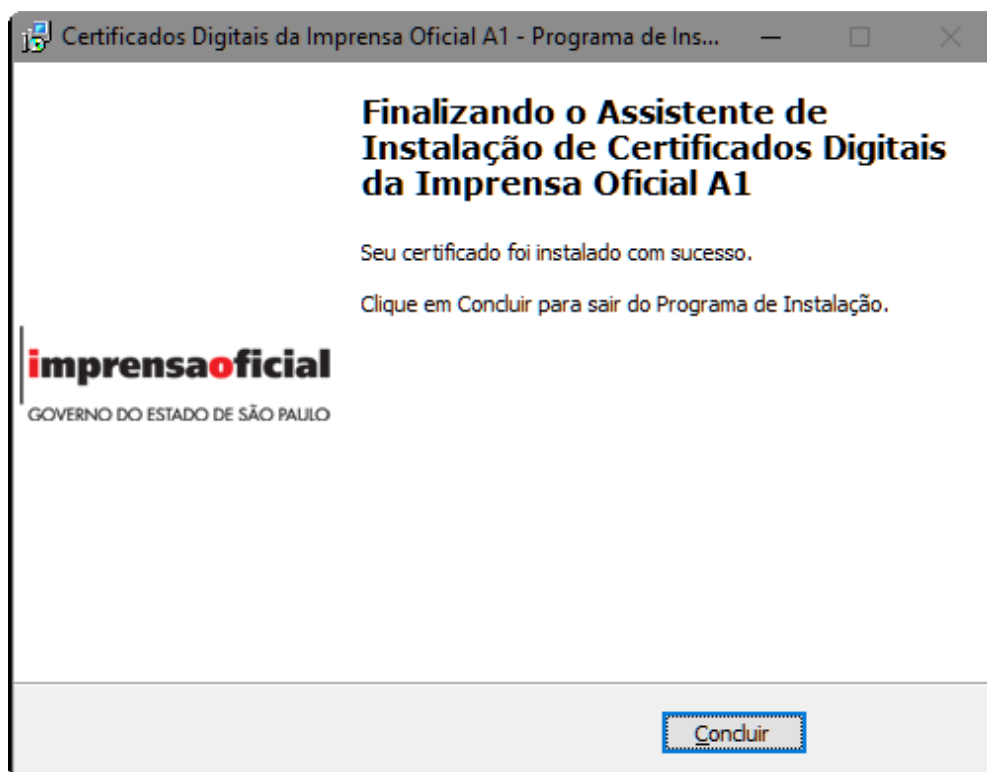 Certificados Digitais da Imprensa Oficial A1 - Programa de Ins...
Finalizando o Assistente de
Instalação de Certificados Digitais
da Imprensa Oficial A1
Seu certificado foi instalado com sucesso.
Clique em Concluir para sair do Programa de Instalação.
imprensaoficial
GOVERNO DO ESTADO DE SÃO PAULO
Concluir